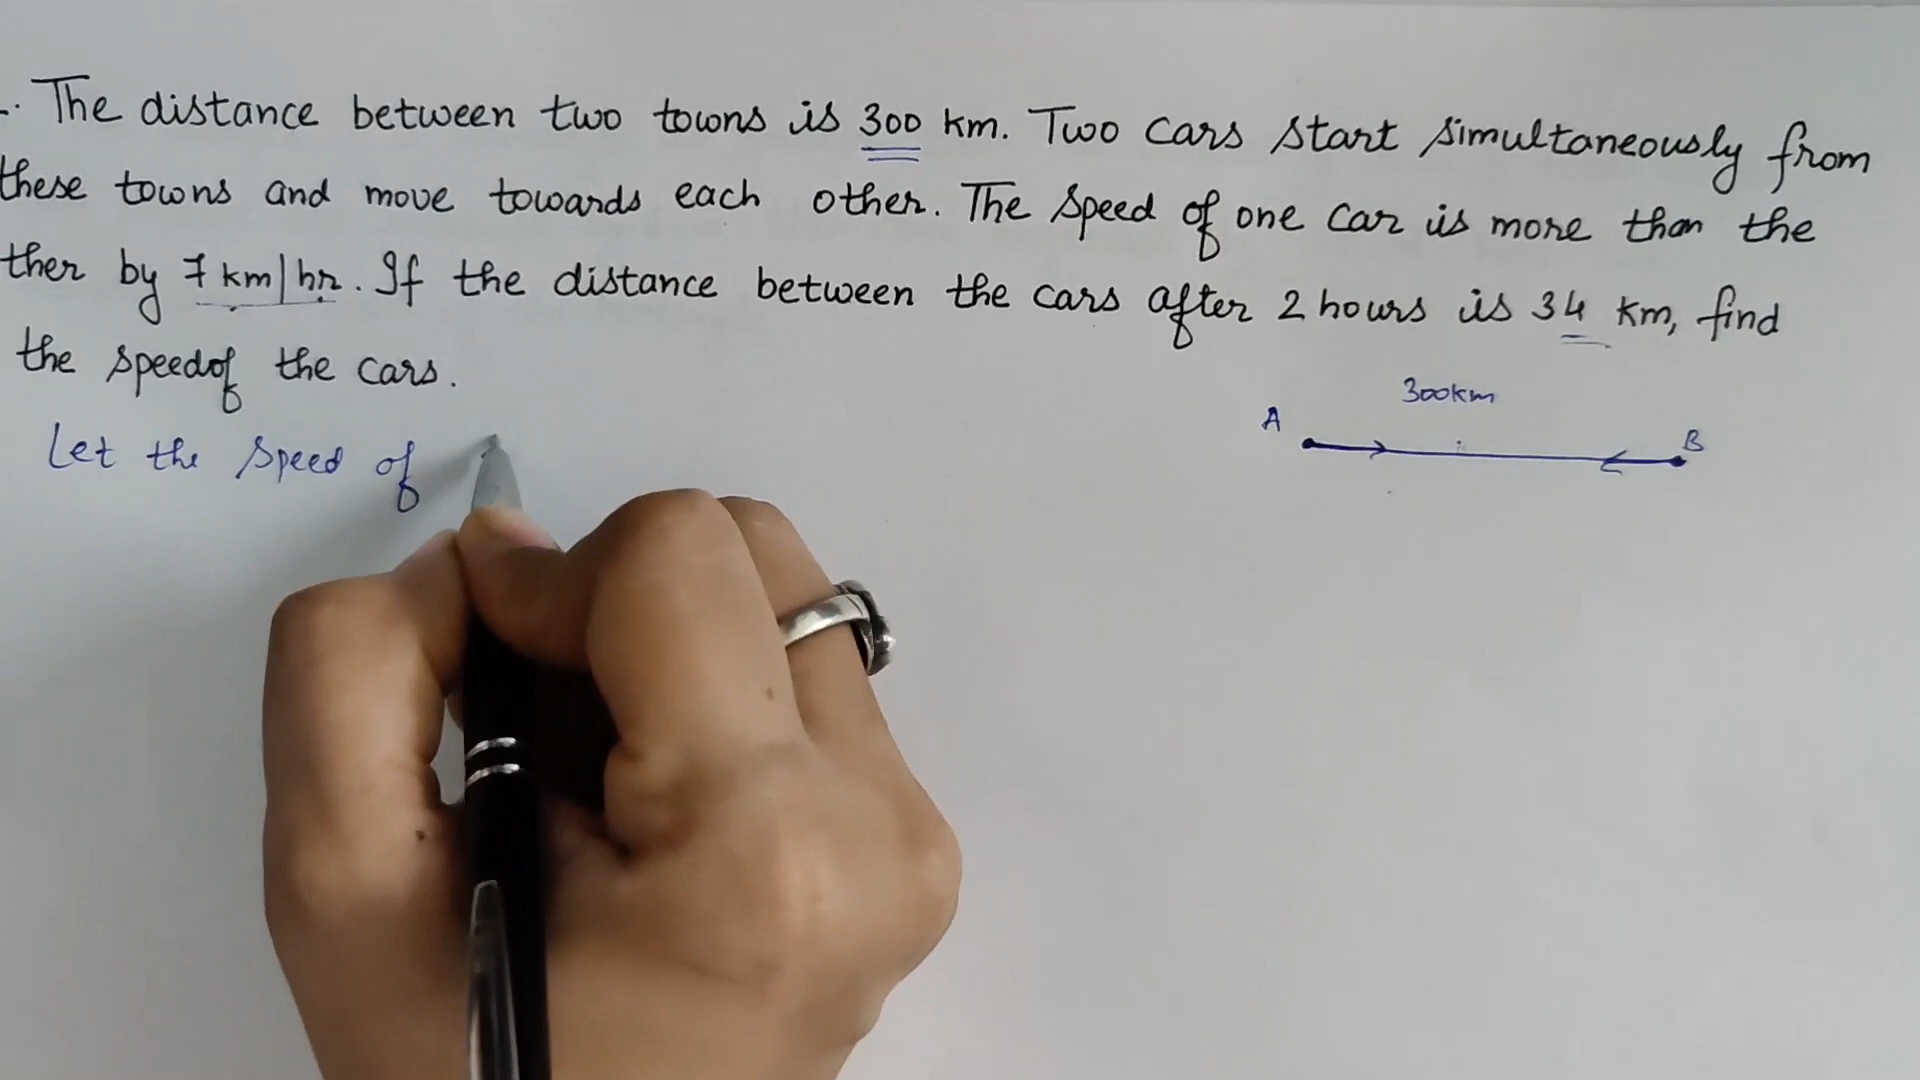 . The distance between two towns is 300 km. Two cars start simultaneously from
these towns and move towards each other. The speed of one car is more than the
ther by 7 km/hr. If the distance between the cars after 2 hours is 34 km, find
the speed of the cars.
300km
A
B
Let the speed of